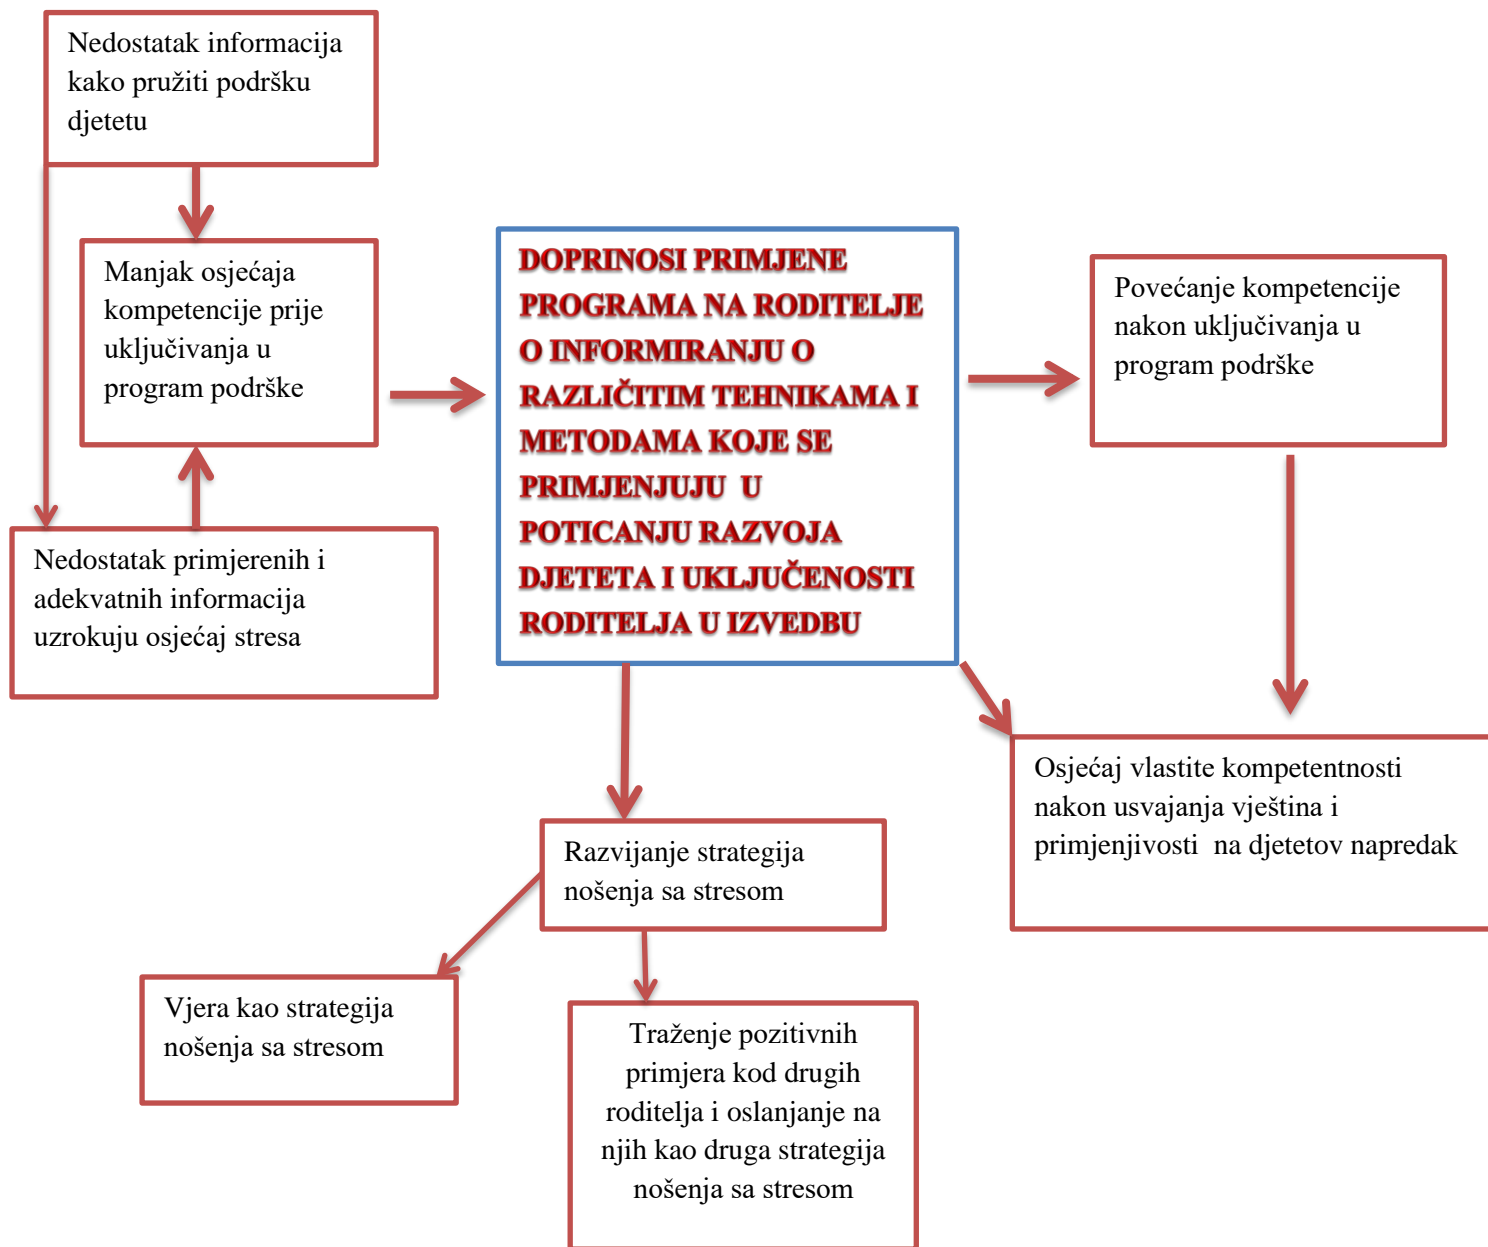 Nedostatak informacija
kako pružiti podršku
djetetu
Manjak osjećaja
kompetencije prije
uključivanja u
program podrške
Nedostatak primjerenih i
adekvatnih informacija
uzrokuju osjećaj stresa
DOPRINOSI PRIMJENE
PROGRAMA NA RODITELJE
O INFORMIRANJU O
RAZLIČITIM TEHNIKAMA I
METODAMA KOJE SE
PRIMJENJUJU U
POTICANJU RAZVOJA
DJETETA I UKLJUČENOSTI
RODITELJA U IZVEDBU
Povećanje kompetencije
nakon uključivanja u
program podrške
Osjećaj vlastite kompetentnosti
nakon usvajanja vještina i
primjenjivosti na djetetov napredak
Razvijanje strategija
nošenja sa stresom
Vjera kao strategija
nošenja sa stresom
Traženje pozitivnih
primjera kod drugih
roditelja i oslanjanje na
njih kao druga strategija
nošenja sa stresom